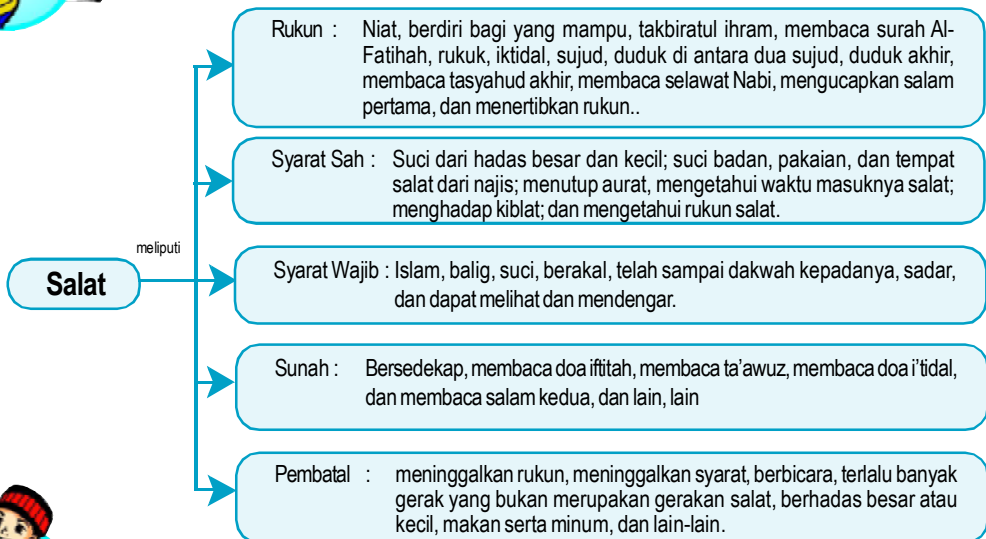 Rukun : Niat, berdiri bagi yang mampu, takbiratul ihram, membaca surah Al-
Fatihah, rukuk, iktidal, sujud, duduk di antara dua sujud, duduk akhir,
membaca tasyahud akhir, membaca selawat Nabi, mengucapkan salam
pertama, dan menertibkan rukun..
Syarat Sah : Suci dari hadas besar dan kecil; suci badan, pakaian, dan tempat
salat dari najis; menutup aurat, mengetahui waktu masuknya salat;
menghadap kiblat; dan mengetahui rukun salat.
meliputi
Salat
Syarat Wajib : Islam, balig, suci, berakal, telah sampai dakwah kepadanya, sadar,
dan dapat melihat dan mendengar.
Sunah : Bersedekap, membaca doa iftitah, membaca ta'awuz, membaca doa i'tidal,
dan membaca salam kedua, dan lain, lain
Pembatal : meninggalkan rukun, meninggalkan syarat, berbicara, terlalu banyak
gerak yang bukan merupakan gerakan salat, berhadas besar atau
kecil, makan serta minum, dan lain-lain.